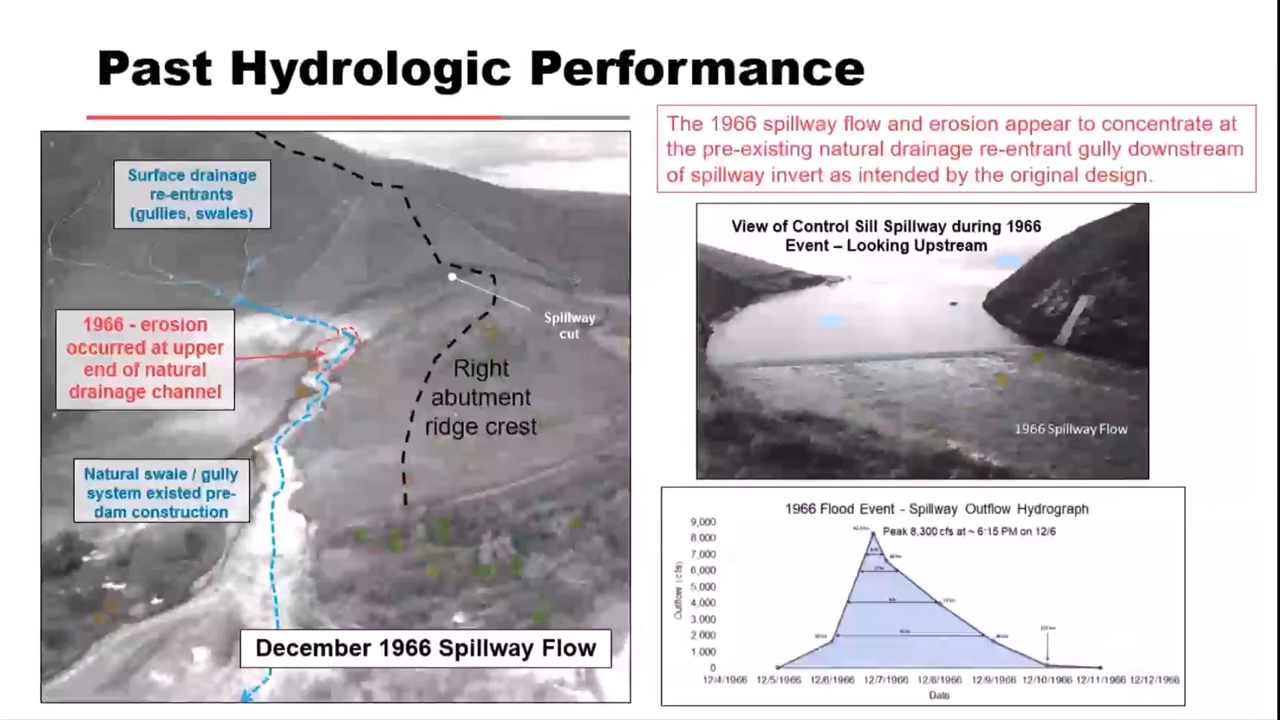 Past Hydrologic Performance
The 1966 spillway flow and erosion appear to concentrate at
the pre-existing natural drainage re-entrant gully downstream
of spillway invert as intended by the original design.
Surface drainage
re-entrants
(gullies, swales)
1966 - erosion
occurred at upper
end of natural
drainage channel
Natural swale / gully
system existed pre-
dam construction
Spillway
cut
Right
abutment
ridge crest
December 1966 Spillway Flow
View of Control Sill Spillway during 1966
Event – Looking Upstream
1966 Spillway Flow
1966 Flood Event - Spillway Outflow Hydrograph
Peak 8,300 cfs at ~ 6:15 PM on 12/6
Outflow (cfs)
9,000
8,000
7,000
6,000
5,000
4,000
3,000
2,000
1,000
0
12/4/1966 12/5/1966 12/6/1966 12/7/1966 12/8/1966 12/9/1966 12/10/1966 12/11/1966 12/12/1966
Date